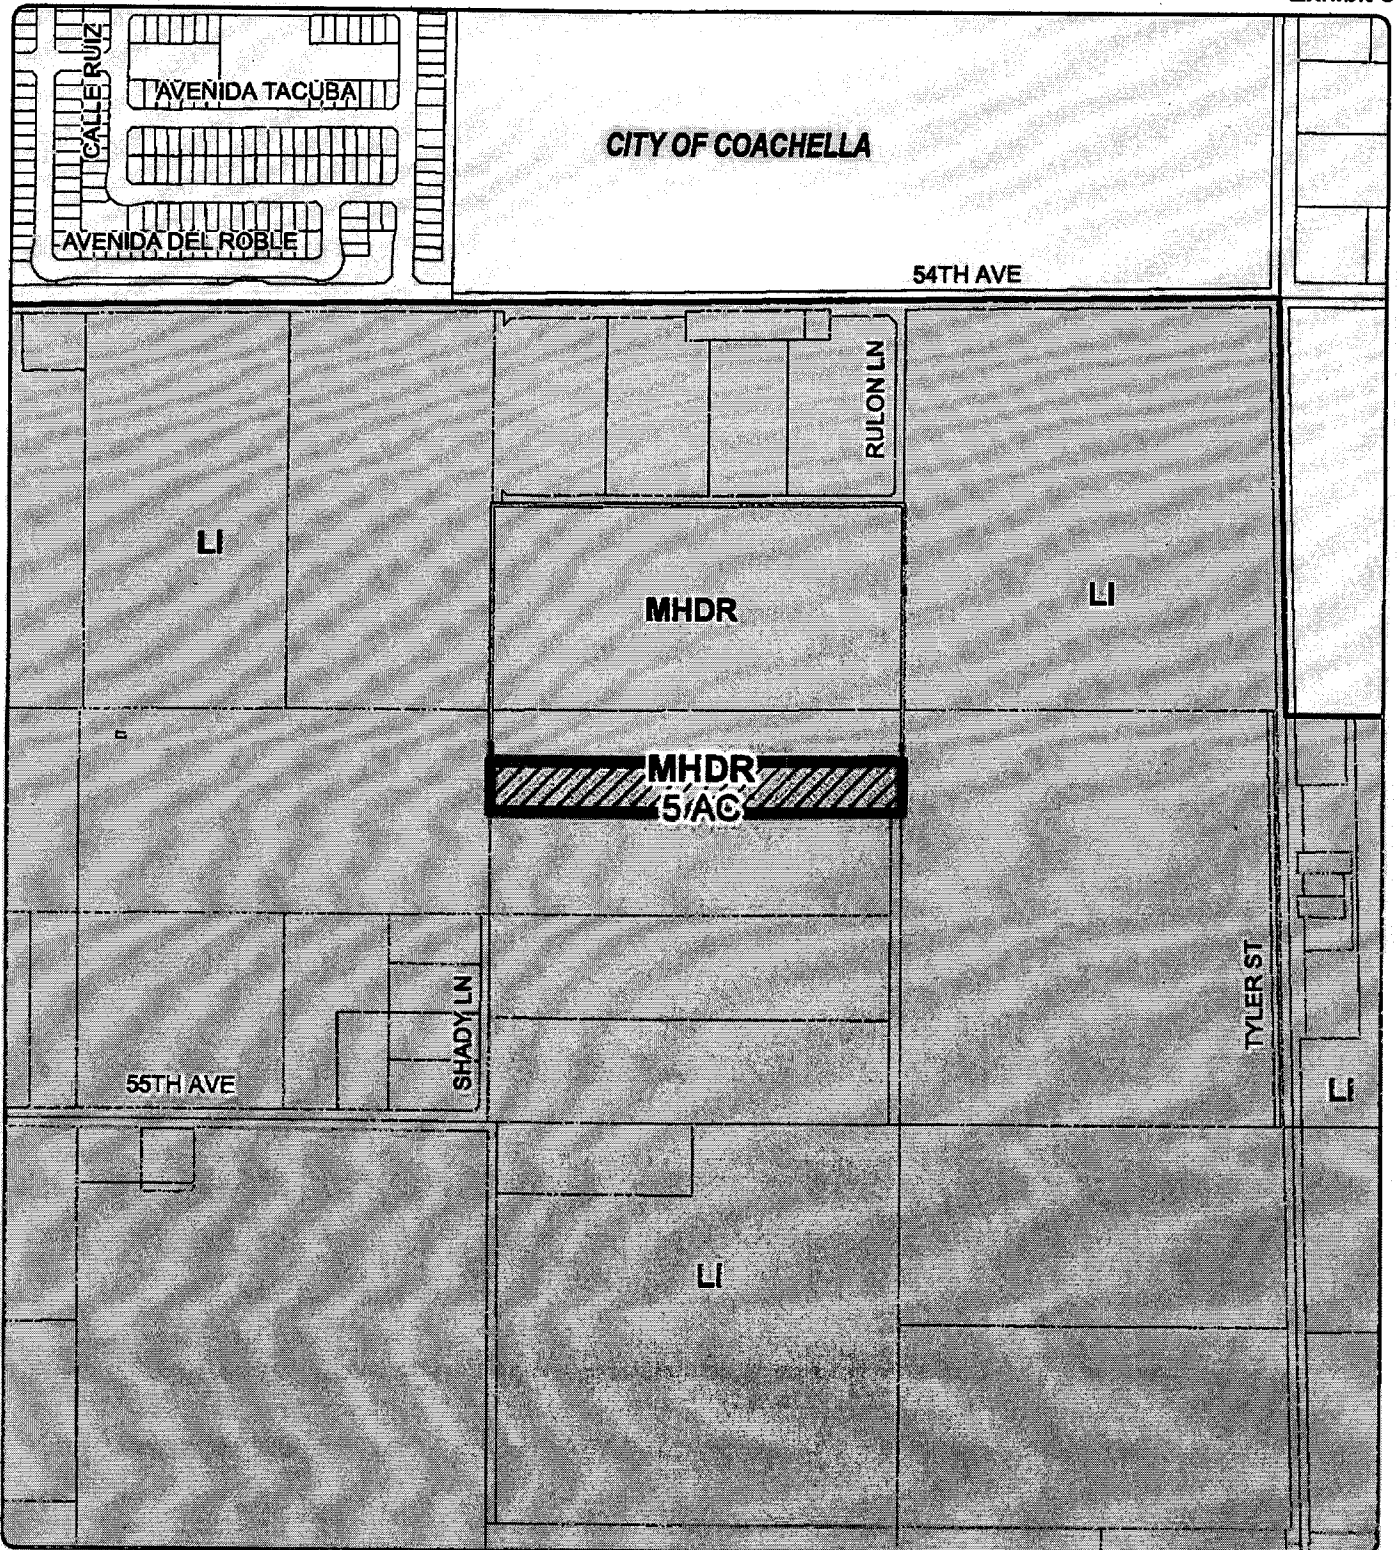 CALLE RUIZ
AVENIDA TACUBA
CITY OF COACHELLA
AVENIDA DEL ROBLE
54TH AVE
RULON LN
LI
MHDR
LI
MHDR
5 AC
SHADY LN
TYLER ST
55TH AVE
LI
LI